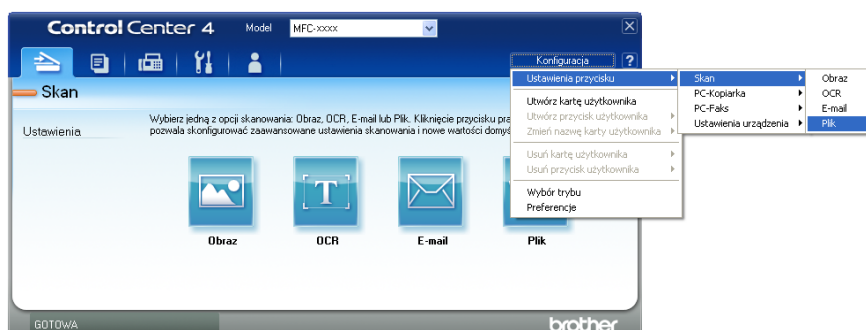 Control Center 4 Model MFC-xxxx
Konfiguracja ?
Skan
Ustawienia
Wybierz jedną z opcji skanowania: Obraz, OCR, E-mail lub Plik. Kliknięcie przycisku
pozwala skonfigurować zaawansowane ustawienia skanowania i nowe wartości
Obraz
OCR
E-mail
Plik
Ustawienia przycisku
Utwórz kartę użytkownika
Utwórz przycisk użytkownika
Zmień nazwę karty użytkownika
Usuń kartę użytkownika
Usuń przycisk użytkownika
Wybór trybu
Preferencje
Skan
PC-Kopiarka
PC-Faks
Ustawienia urządzenia
Obraz
OCR
E-mail
Plik
GOTOWA
brother